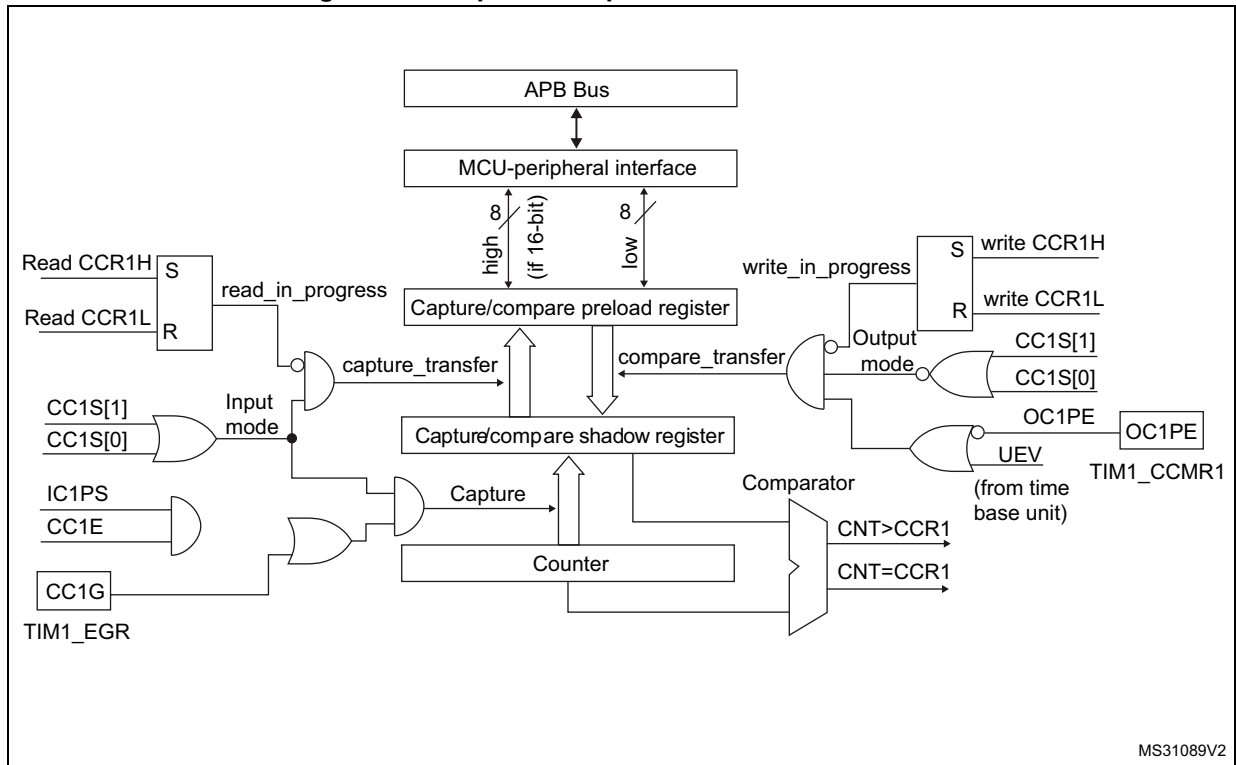 APB Bus
MCU-peripheral interface
8
high
(if 16-bit)
8
low
Read CCR1H
S
read_in_progress
Read CCR1L
R
write_in_progress
S
write CCR1H
R
write CCR1L
Capture/compare preload register
capture_transfer
compare_transfer
Output
mode
CC1S[1]
CC1S[0]
CC1S[1]
CC1S[0]
Input
mode
Capture/compare shadow register
OC1PE
OC1PE
UEV
TIM1_CCMR1
(from time
base unit)
IC1PS
CC1E
Capture
Comparator
CNT>CCR1
CNT=CCR1
Counter
CC1G
TIM1_EGR
MS31089V2